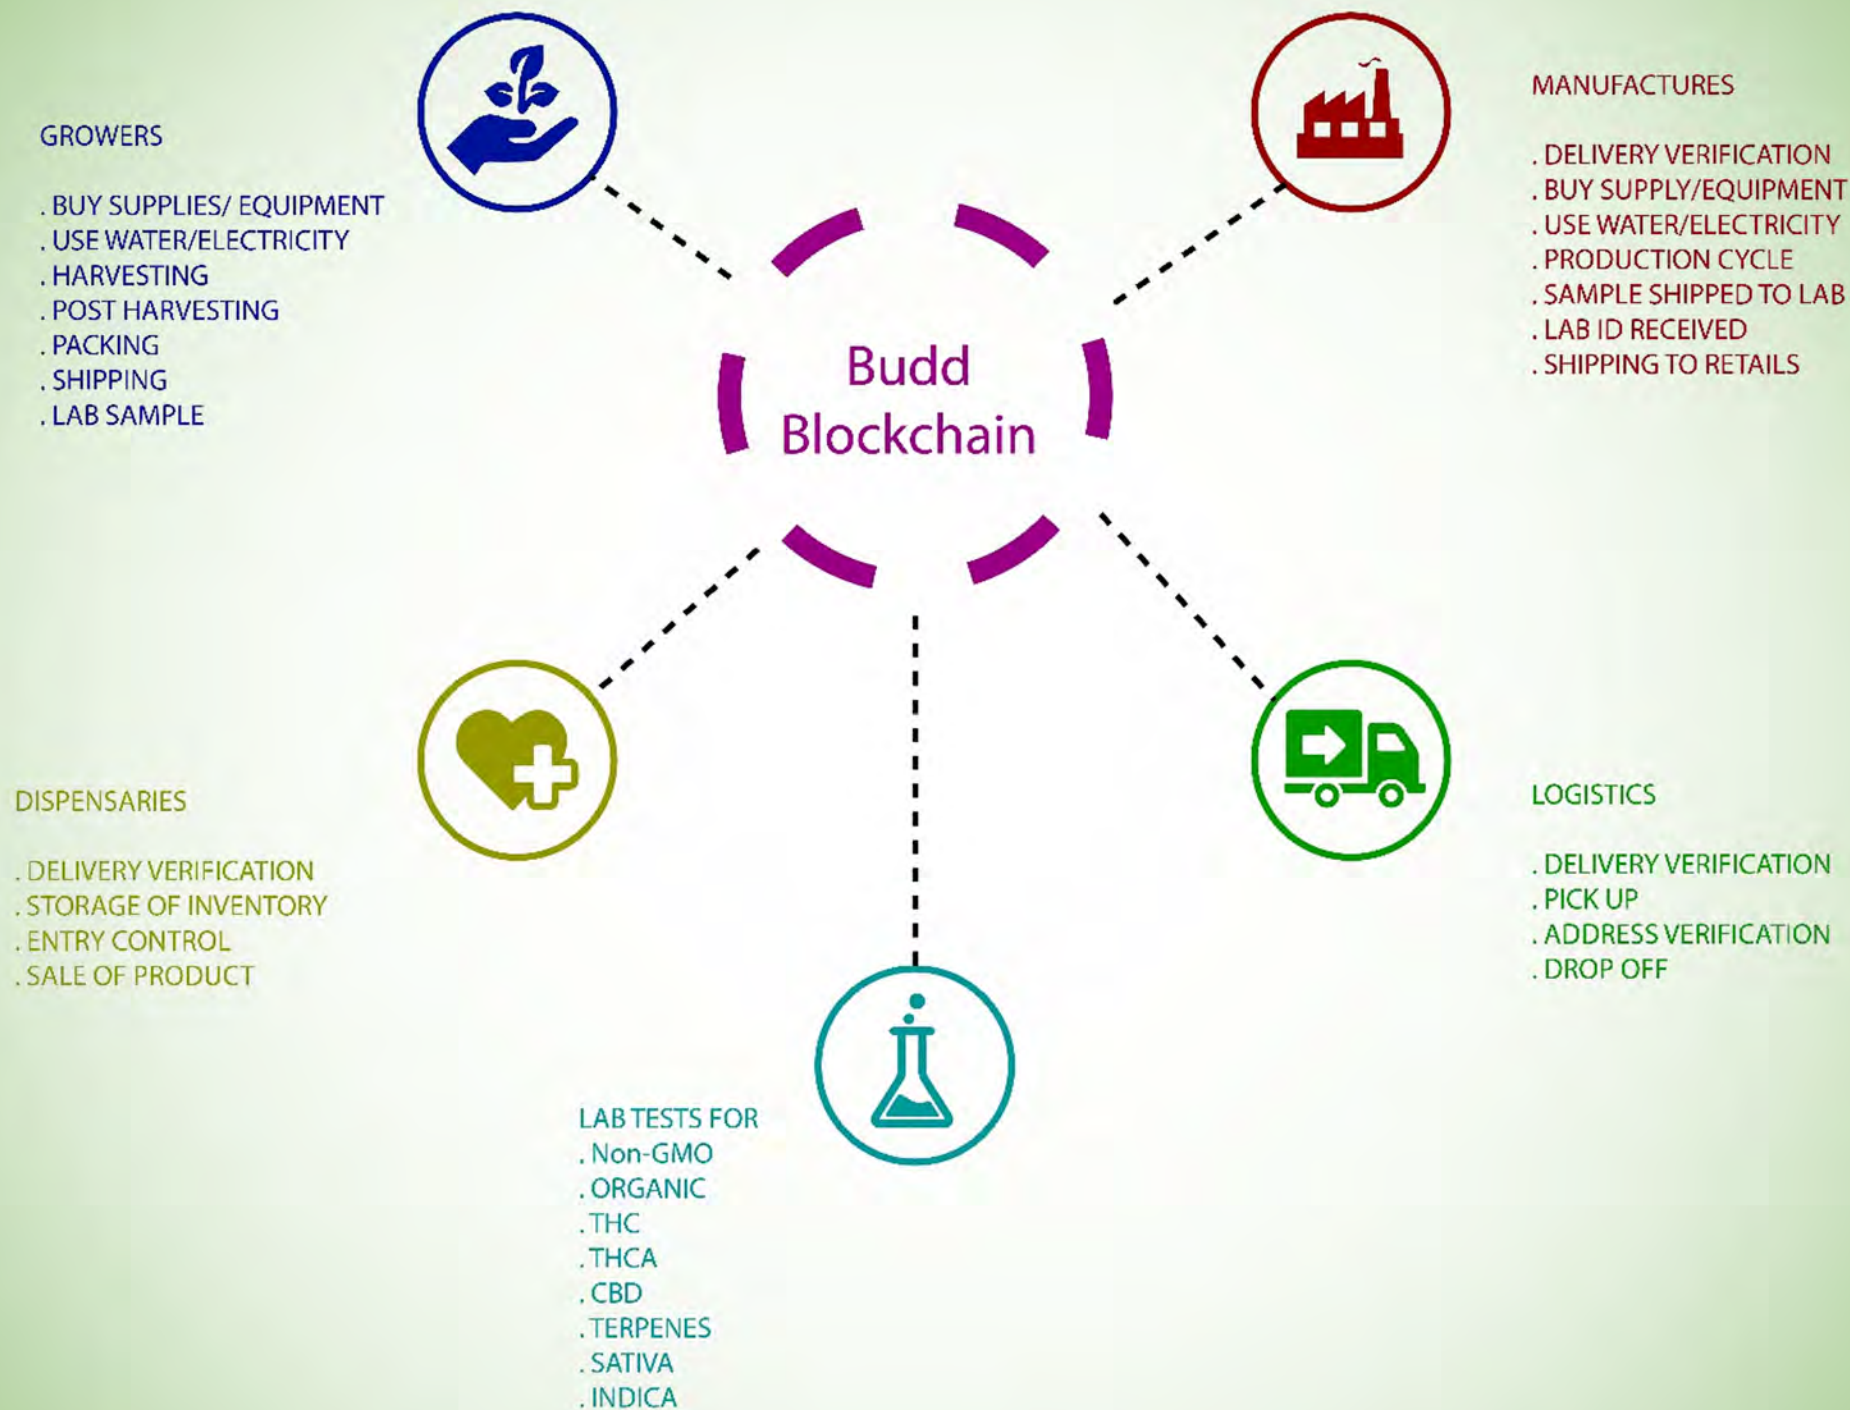 GROWERS
. BUY SUPPLIES/ EQUIPMENT
. USE WATER/ELECTRICITY
. HARVESTING
. POST HARVESTING
. PACKING
. SHIPPING
. LAB SAMPLE
MANUFACTURES
. DELIVERY VERIFICATION
. BUY SUPPLY/EQUIPMENT
. USE WATER/ELECTRICITY
. PRODUCTION CYCLE
. SAMPLE SHIPPED TO LAB
. LAB ID RECEIVED
. SHIPPING TO RETAILS
Budd
Blockchain
DISPENSARIES
. DELIVERY VERIFICATION
. STORAGE OF INVENTORY
. ENTRY CONTROL
. SALE OF PRODUCT
LOGISTICS
. DELIVERY VERIFICATION
. PICK UP
. ADDRESS VERIFICATION
. DROP OFF
LAB TESTS FOR
. Non-GMO
. ORGANIC
. THC
. THCA
. CBD
. TERPENES
. SATIVA
. INDICA